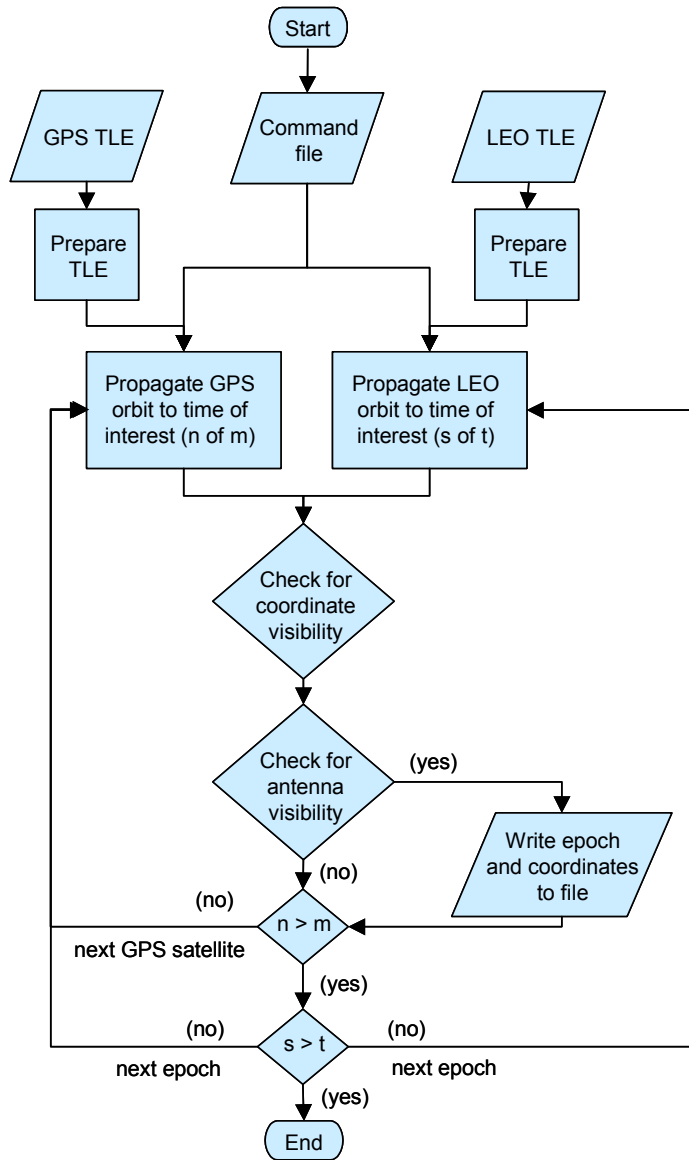 Start
GPS TLE
Command
file
LEO TLE
Prepare
TLE
Prepare
TLE
Propagate GPS
orbit to time of
interest (n of m)
Propagate LEO
orbit to time of
interest (s of t)
Check for
coordinate
visibility
Check for
antenna
visibility
(yes)
Write epoch
and coordinates
to file
(no)
(no)
n > m
next GPS satellite
(yes)
(no)
(no)
s > t
next epoch
next epoch
(yes)
End